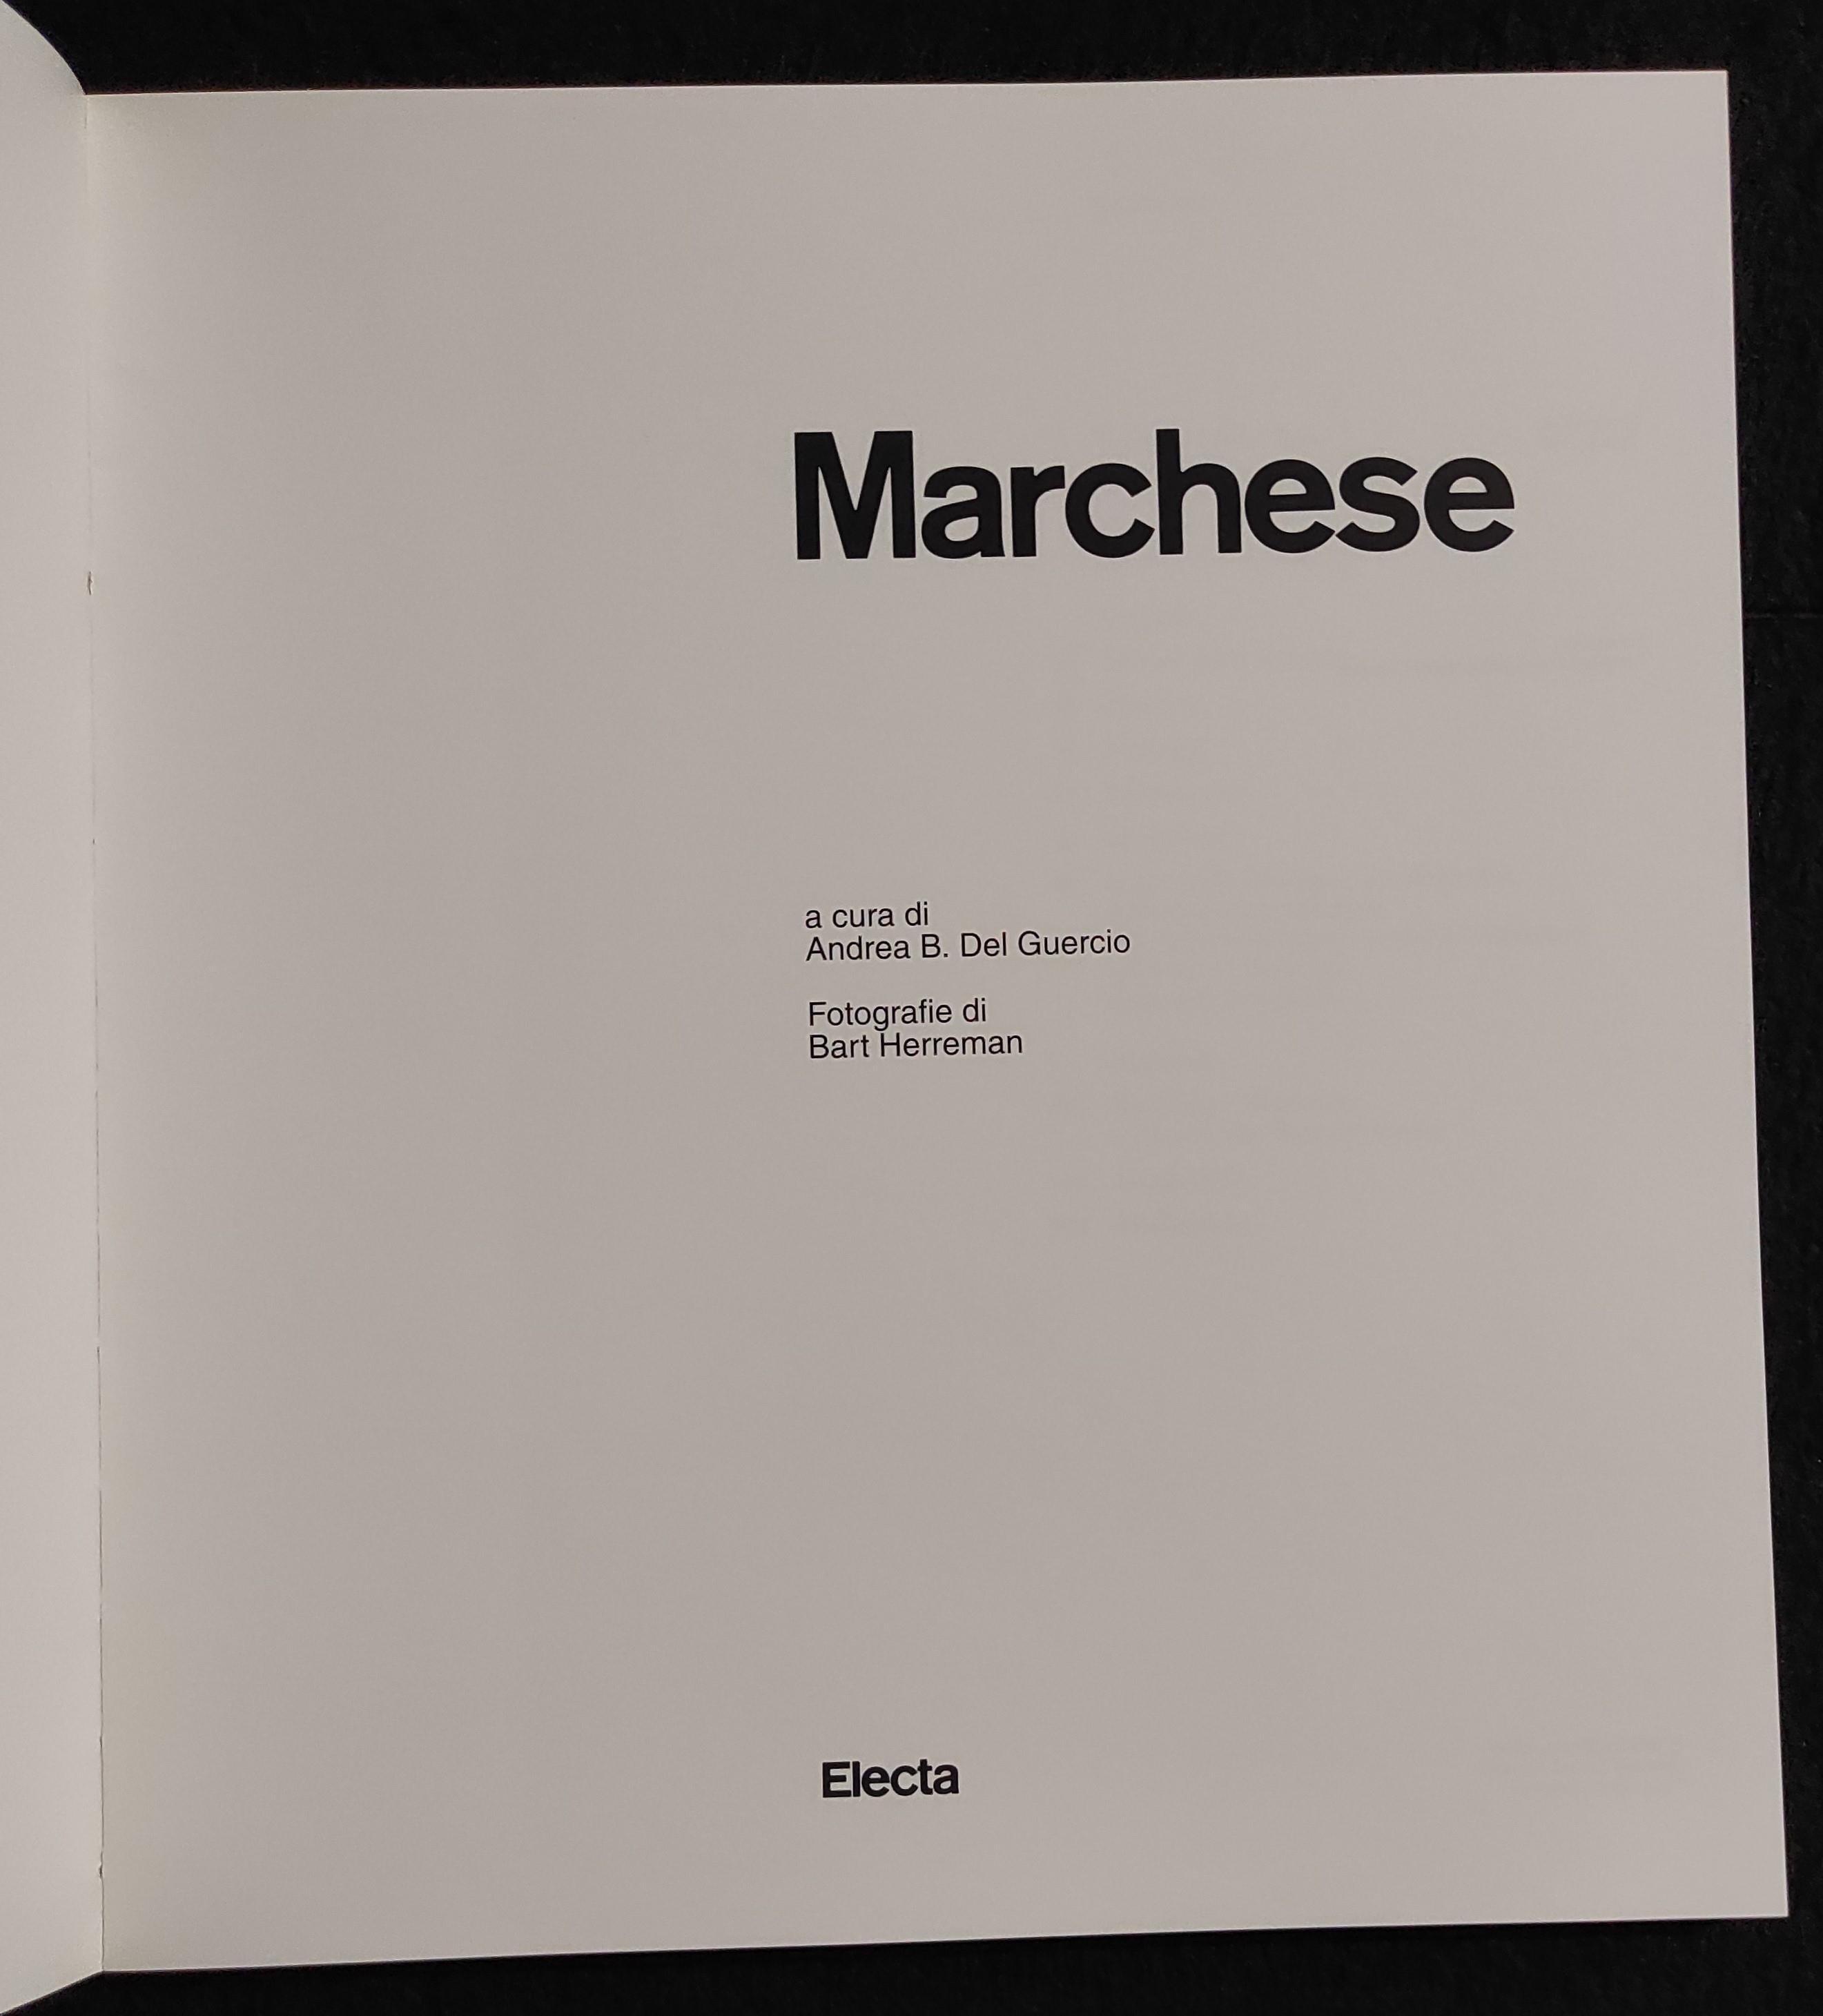 Marchese
a cura di
Andrea B. Del Guercio
Fotografie di
Bart Herreman
Electa